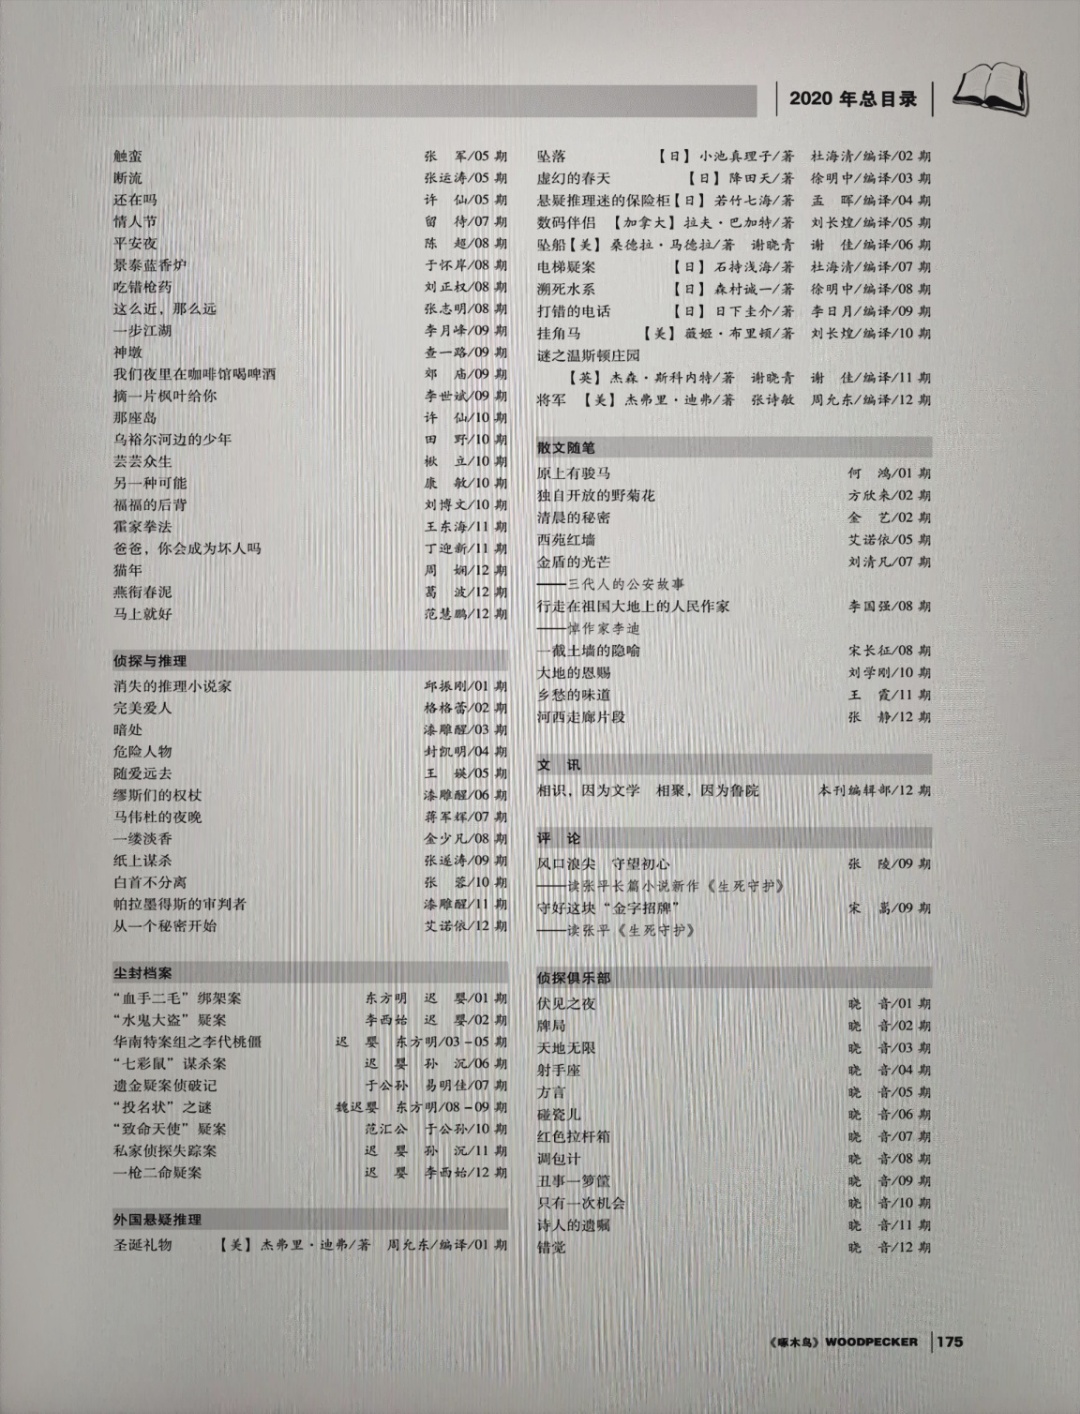 2020 年总目录
触蛮 张 军/05 期
断流 张运涛/05 期
还在吗 许 仙/05 期
情人节 留 待/07 期
平安夜 陈 超/08 期
景泰蓝香炉 于怀岸/08 期
吃错枪药 刘正权/08 期
这么近，那么远 张志明/08 期
一步江湖 李月峰/09 期
神墩 查一路/09 期
我们夜里在咖啡馆喝啤酒 郊 庙/09 期
摘一片枫叶给你 李世斌/09 期
那座岛 许 仙/10 期
乌裕尔河边的少年 田 野/10 期
芸芸众生 楸 立/10 期
另一种可能 康 敏/10 期
福福的后背 刘博文/10 期
霍家拳法 王东海/11 期
爸爸，你会成为坏人吗 丁迎新/11 期
猫年 周 娴/12 期
燕衔春泥 葛 波/12 期
马上就好 范慧鹏/12 期
侦探与推理
消失的推理小说家 邱振刚/01 期
完美爱人 格格蕾/02 期
暗处 漆雕醒/03 期
危险人物 封凯明/04 期
随爱远去 王 媖/05 期
缪斯们的权杖 漆雕醒/06 期
马伟杜的夜晚 蒋军辉/07 期
一缕淡香 金少凡/08 期
纸上谋杀 张遂涛/09 期
白首不分离 张 蓉/10 期
帕拉墨得斯的审判者 漆雕醒/11 期
从一个秘密开始 艾诺依/12 期
尘封档案
“血手二毛”绑架案 东方明 迟 婴/01 期
“水鬼大盗”疑案 李西始 迟 婴/02 期
华南特案组之李代桃僵 迟 婴 东方明/03－05 期
“七彩鼠”谋杀案 迟 婴 孙 沉/06 期
遗金疑案侦破记 于公孙 易明佳/07 期
“投名状”之谜 魏迟婴 东方明/08－09 期
“致命天使”疑案 范汇公 于公孙/10 期
私家侦探失踪案 迟 婴 孙 沉/11 期
一枪二命疑案 迟 婴 李西始/12 期
外国悬疑推理
圣诞礼物 【美】杰弗里·迪弗/著 周允东/编译/01 期
坠落 【日】小池真理子/著 杜海清/编译/02 期
虚幻的春天 【日】降田天/著 徐明中/编译/03 期
悬疑推理迷的保险柜【日】若竹七海/著 孟 晖/编译/04 期
数码伴侣 【加拿大】拉夫·巴加特/著 刘长煌/编译/05 期
坠船【美】桑德拉·马德拉/著 谢晓青 谢 佳/编译/06 期
电梯疑案 【日】石持浅海/著 杜海清/编译/07 期
溯死水系 【日】森村诚一/著 徐明中/编译/08 期
打错的电话 【日】日下圭介/著 李日月/编译/09 期
挂角马 【美】薇姬·布里顿/著 刘长煌/编译/10 期
谜之温斯顿庄园
【英】杰森·斯科内特/著 谢晓青 谢 佳/编译/11 期
将军 【美】杰弗里·迪弗/著 张诗敏 周允东/编译/12 期
散文随笔
原上有骏马 何 鸿/01 期
独自开放的野菊花 方欣来/02 期
清晨的秘密 金 艺/02 期
西苑红墙 艾诺依/05 期
金盾的光芒 刘清凡/07 期
——三代人的公安故事
行走在祖国大地上的人民作家 李国强/08 期
——悼作家李迪
一截土墙的隐喻 宋长征/08 期
大地的恩赐 刘学刚/10 期
乡愁的味道 王 霞/11 期
河西走廊片段 张 静/12 期
文 讯
相识，因为文学 相聚，因为鲁院 本刊编辑部/12 期
评 论
风口浪尖 守望初心 张 陵/09 期
——读张平长篇小说新作《生死守护》
守好这块“金字招牌” 宋 嵩/09 期
——读张平《生死守护》
侦探俱乐部
伏见之夜 晓 音/01 期
牌局 晓 音/02 期
天地无限 晓 音/03 期
射手座 晓 音/04 期
方言 晓 音/05 期
碰瓷儿 晓 音/06 期
红色拉杆箱 晓 音/07 期
调包计 晓 音/08 期
丑事一箩筐 晓 音/09 期
只有一次机会 晓 音/10 期
诗人的遗嘱 晓 音/11 期
错觉 晓 音/12 期
《啄木鸟》WOODPECKER 175